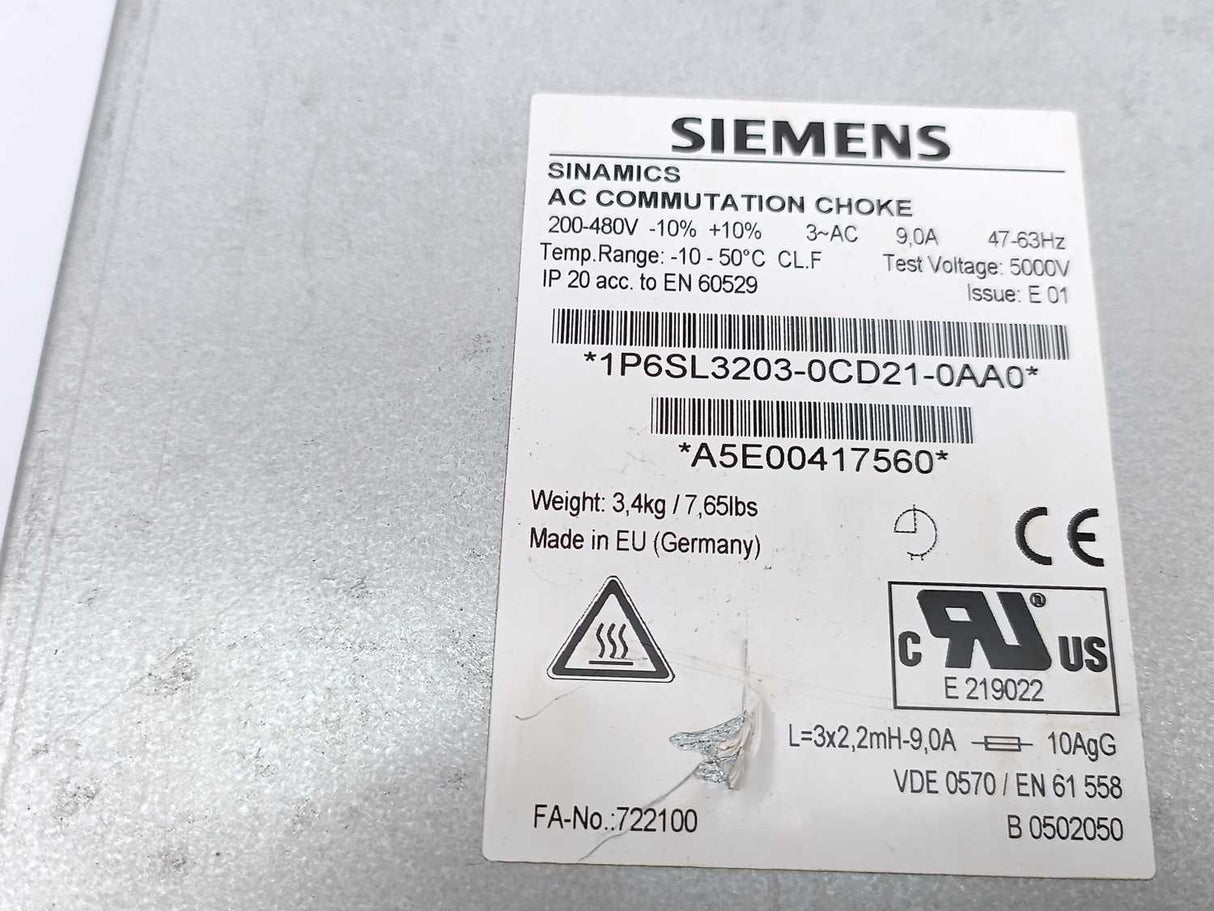 SIEMENS
SINAMICS
AC COMMUTATION CHOKE
200-480V -10% +10% 3~AC 9,0A 47-63Hz
Temp.Range: -10 - 50°C CL.F Test Voltage: 5000V
IP 20 acc. to EN 60529 Issue: E 01
*1P6SL3203-0CD21-0AA0*
*A5E00417560*
Weight: 3,4kg / 7,65lbs
Made in EU (Germany)
CE
C RU ® US
E 219022
L=3x2,2mH-9,0A 10AgG
VDE 0570 / EN 61 558
FA-No.:722100 B 0502050